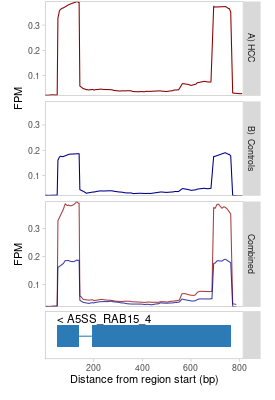 0.3
0.2
0.1
FPM
A) HCC
0.3
0.2
0.1
B) Controls
0.3
0.2
0.1
FPM
Combined
< A5SS_RAB15_4
200
400
600
800
Distance from region start (bp)